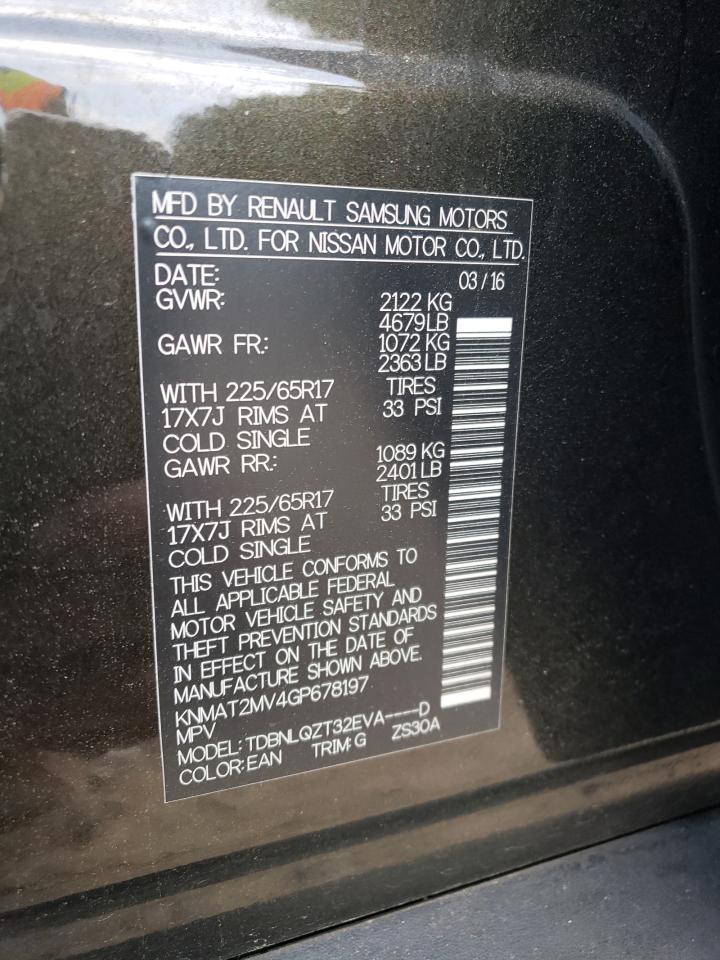 MFD BY RENAULT SAMSUNG MOTORS
CO., LTD. FOR NISSAN MOTOR CO., LTD.
DATE: 03/16
GVWR: 2122 KG
4679LB
GAWR FR.: 1072 KG
2363LB
WITH 225/65R17 TIRES
17X7J RIMS AT 33 PSI
COLD SINGLE
GAWR RR.: 1089 KG
2401LB
WITH 225/65R17 TIRES
17X7J RIMS AT 33 PSI
COLD SINGLE
THIS VEHICLE CONFORMS TO
ALL APPLICABLE FEDERAL
MOTOR VEHICLE SAFETY AND
THEFT PREVENTION STANDARDS
IN EFFECT ON THE DATE OF
MANUFACTURE SHOWN ABOVE.
KNMAT2MV4GP678197
MPV
MODEL: TDBNLQZT32EVA----D
COLOR:EAN TRIM:G ZS30A